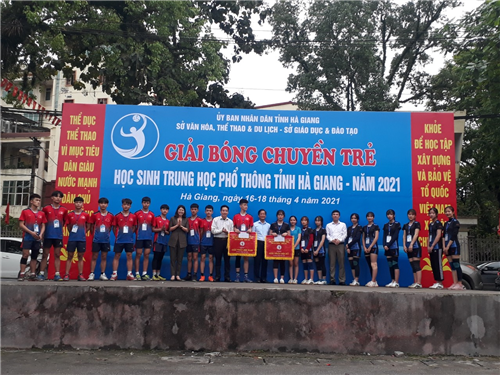 ỦY BAN NHÂN DÂN TỈNH HÀ GIANG
SỞ VĂN HÓA, THỂ THAO & DU LỊCH - SỞ GIÁO DỤC & ĐÀO TẠO
GIẢI BÓNG CHUYỀN TRẺ
HỌC SINH TRUNG HỌC PHỔ THÔNG TỈNH HÀ GIANG - NĂM 2021
Hà Giang, ngày 16-18 tháng 4 năm 2021
THỂ DỤC
THỂ THAO
VÌ MỤC TIÊU
DÂN GIÀU
NƯỚC MẠNH
KHỎE
ĐỂ HỌC TẬP
XÂY DỰNG
VÀ BẢO VỆ
TỔ QUỐC